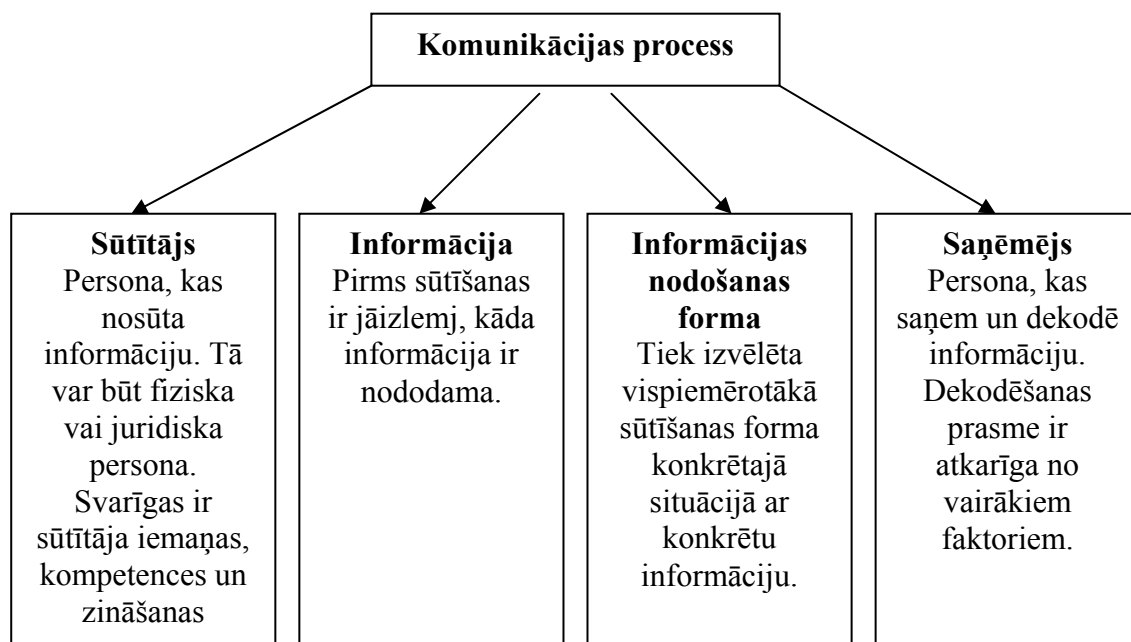 Komunikācijas process
Sūtītājs
Persona, kas
nosūta
informāciju. Tā
var būt fiziska
vai juridiska
persona.
Svarīgas ir
sūtītāja iemaņas,
kompetences un
zināšanas
Informācija
Pirms sūtīšanas
ir jāizlemj, kāda
informācija ir
nododama.
Informācijas
nodošanas
forma
Tiek izvēlēta
vispiemērotākā
sūtīšanas forma
konkrētajā
situācijā ar
konkrētu
informāciju.
Saņēmējs
Persona, kas
saņem un dekodē
informāciju.
Dekodēšanas
prasme ir
atkarīga no
vairākiem
faktoriem.